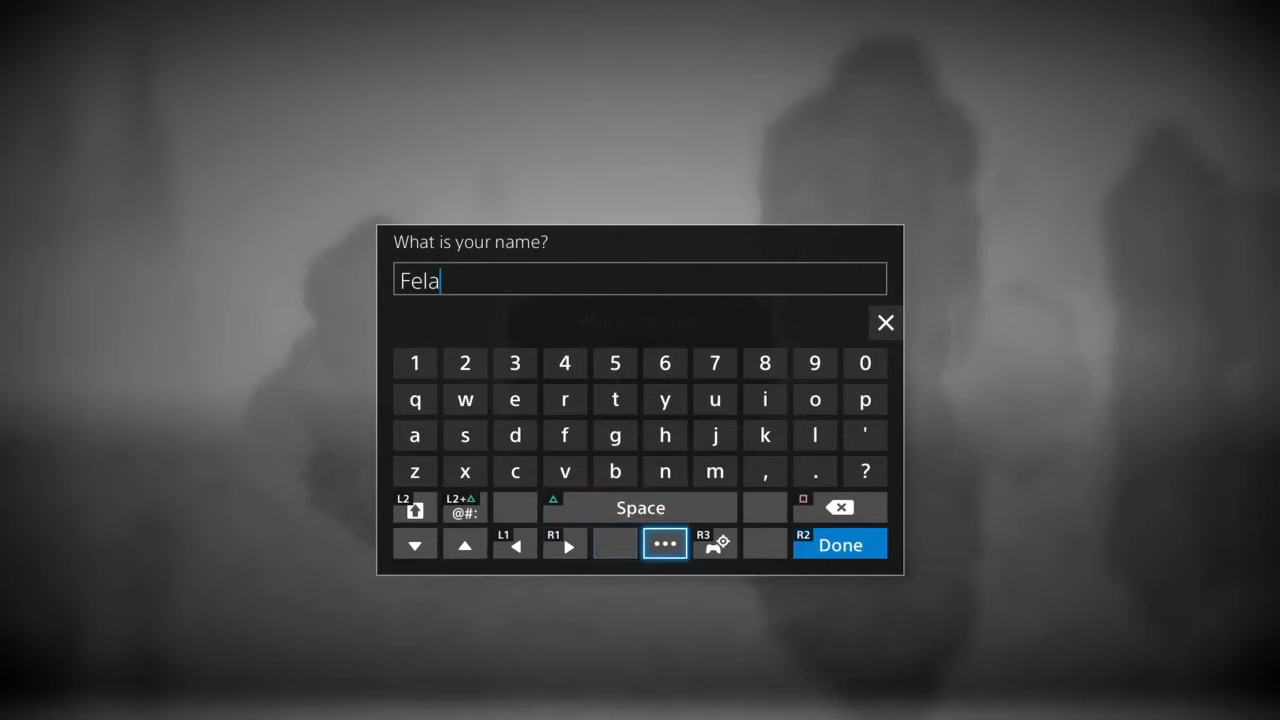 What is your name?
Fela
1 2 3 4 5 6 7 8 9 0
q w e r t y u i o p
a s d f g h j k l '
z x c v b n m , . ?
L2 L2+△ @#: △ Space □
L1 R1 ••• R3 R2 Done